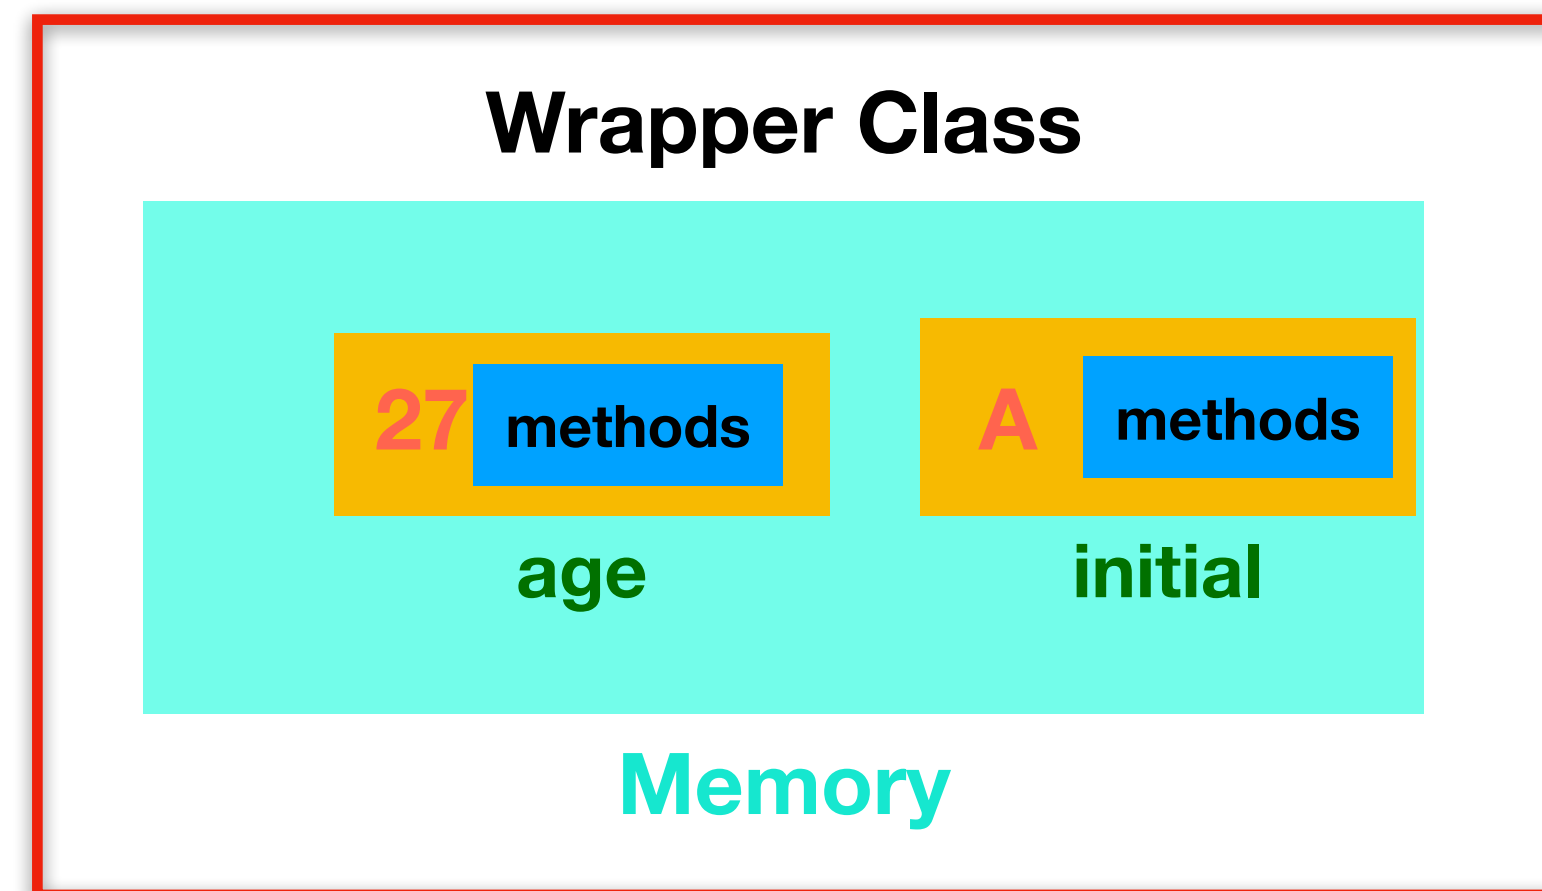 Wrapper Class
27 methods
A methods
age
initial
Memory